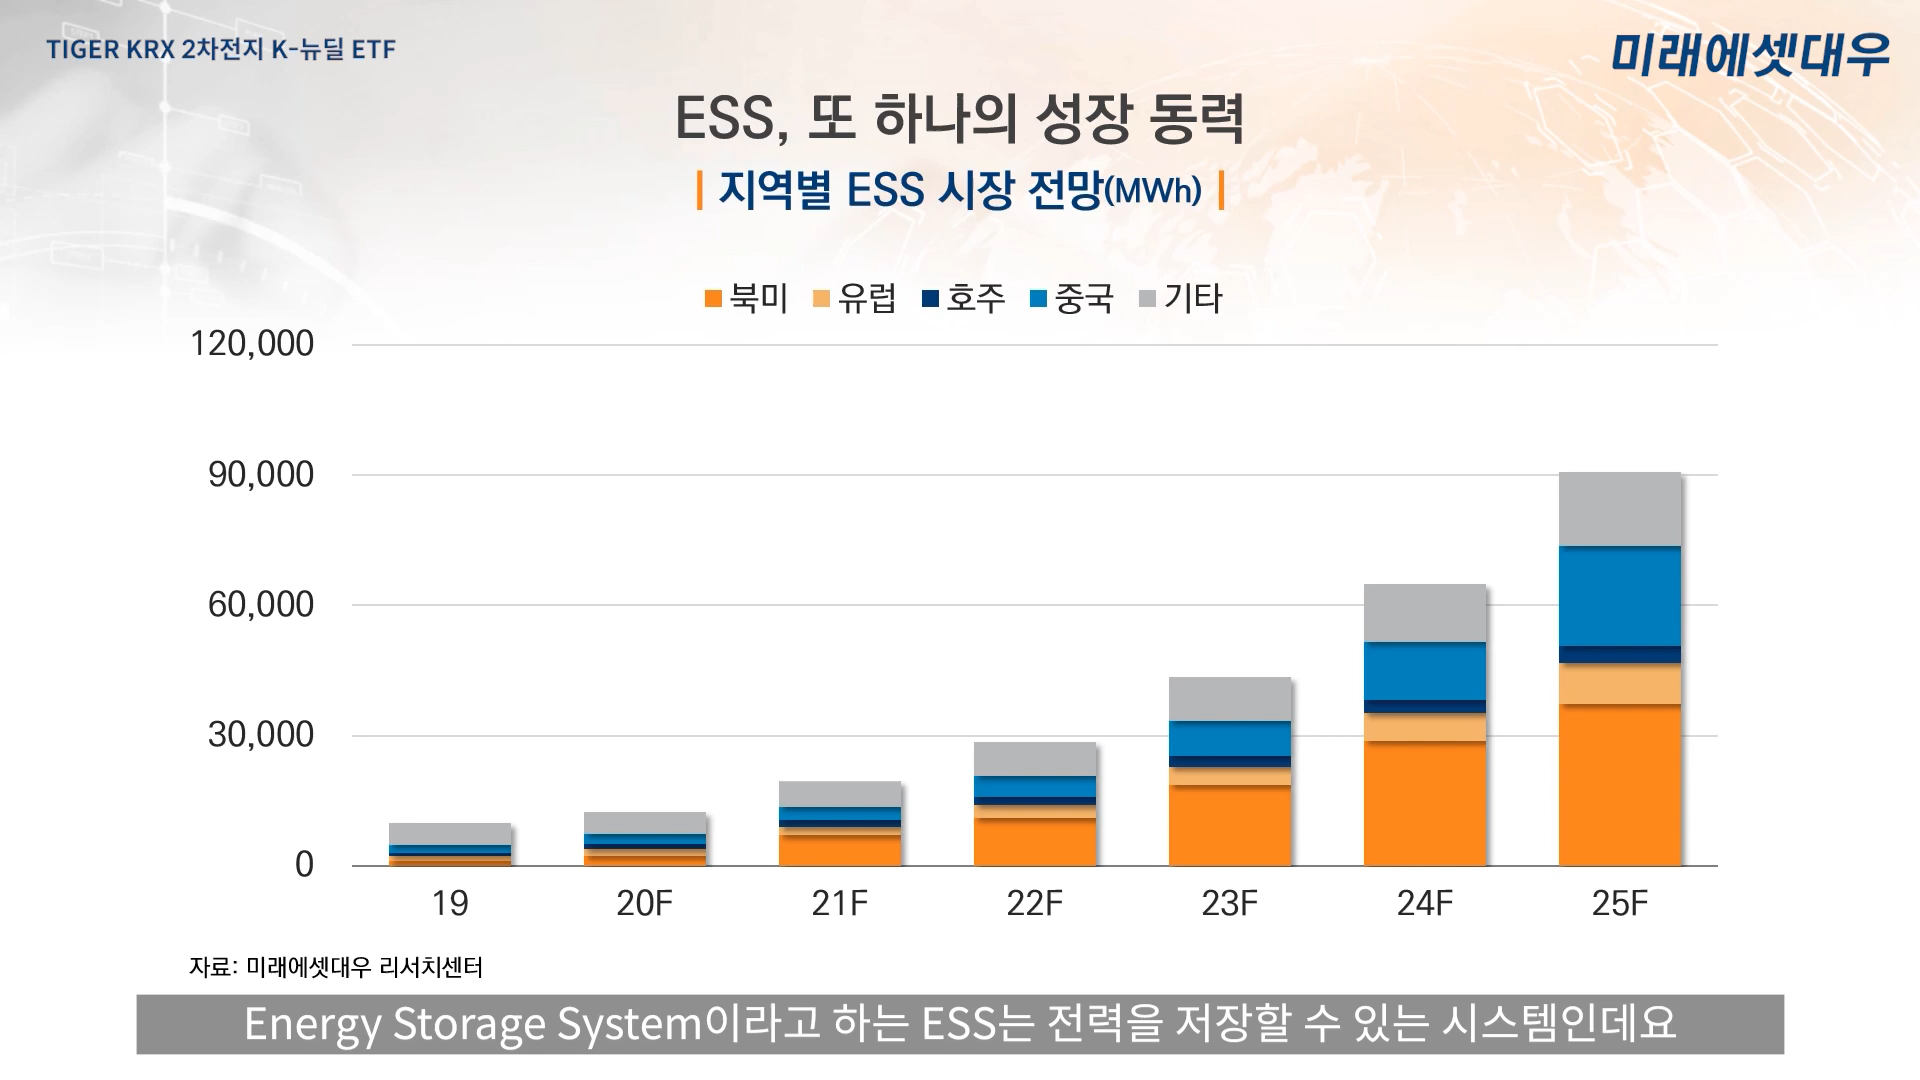 TIGER KRX 2차전지 K-뉴딜 ETF
미래에셋대우
ESS, 또 하나의 성장 동력
지역별 ESS 시장 전망(MWh)
북미 유럽 호주 중국 기타
120,000
90,000
60,000
30,000
0
19 20F 21F 22F 23F 24F 25F
자료: 미래에셋대우 리서치센터
Energy Storage System이라고 하는 ESS는 전력을 저장할 수 있는 시스템인데요